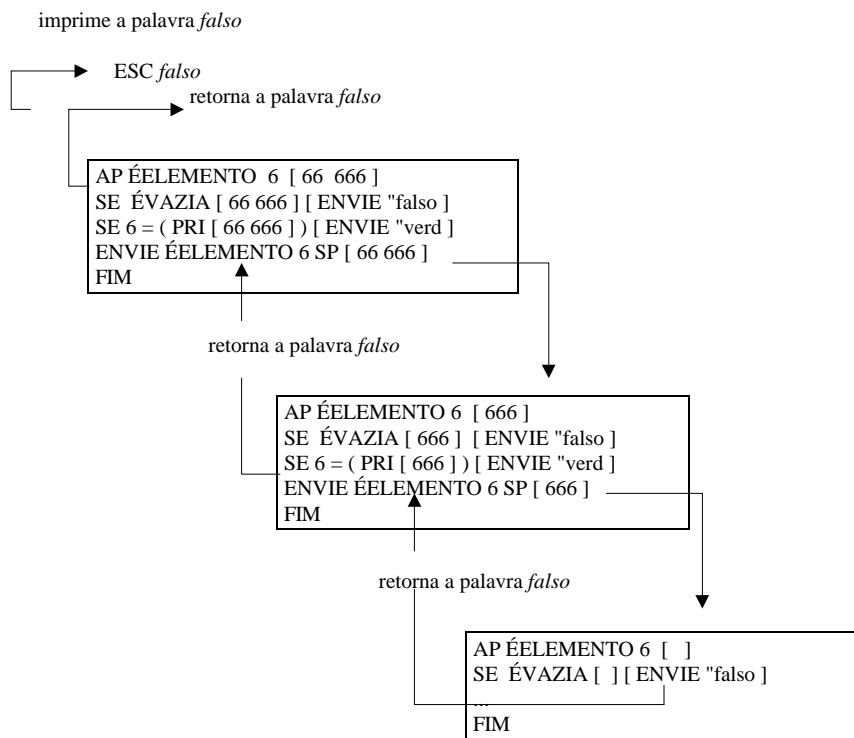 imprime a palavra falso
ESC falso
retorna a palavra falso
AP ÉELEMENTO 6 [ 66 666 ]
SE ÉVAZIA [ 66 666 ] [ ENVIE "falso ]
SE 6 = ( PRI [ 66 666 ] ) [ ENVIE "verd ]
ENVIE ÉELEMENTO 6 SP [ 66 666 ]
FIM
retorna a palavra falso
AP ÉELEMENTO 6 [ 666 ]
SE ÉVAZIA [ 666 ] [ ENVIE "falso ]
SE 6 = ( PRI [ 666 ] ) [ ENVIE "verd ]
ENVIE ÉELEMENTO 6 SP [ 666 ]
FIM
retorna a palavra falso
AP ÉELEMENTO 6 [ ]
SE ÉVAZIA [ ] [ ENVIE "falso ]
...
FIM